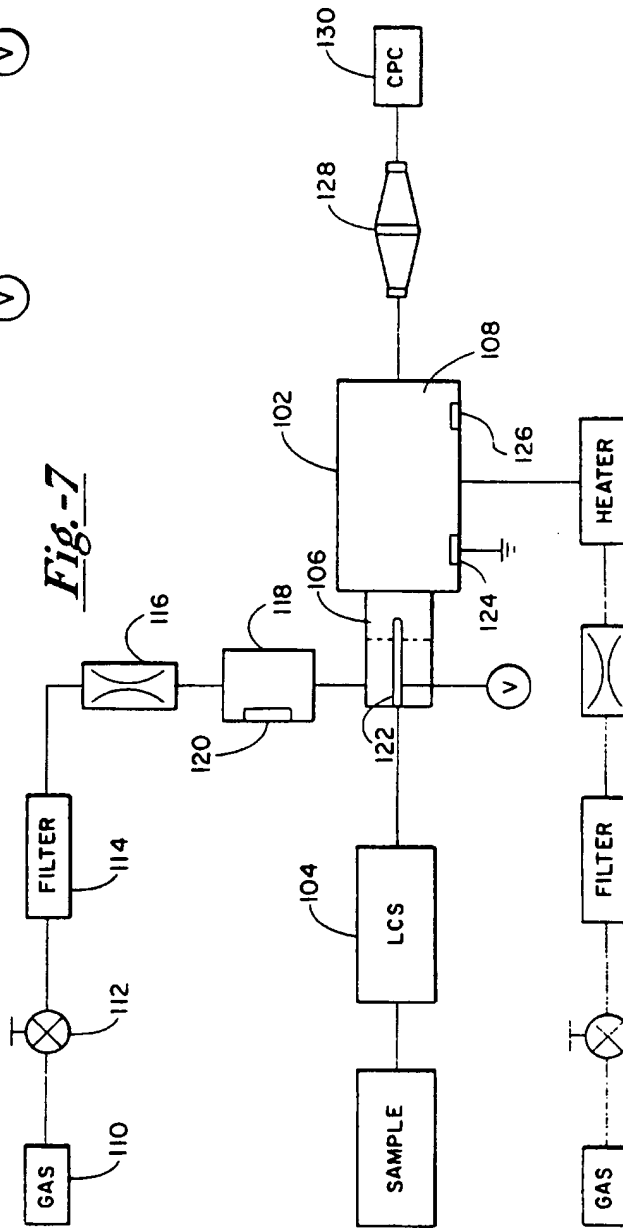 V
V
Fig.-7
GAS
110
112
FILTER
114
116
118
120
SAMPLE
LCS
104
122
106
102
108
124
126
V
128
CPC
130
GAS
FILTER
HEATER